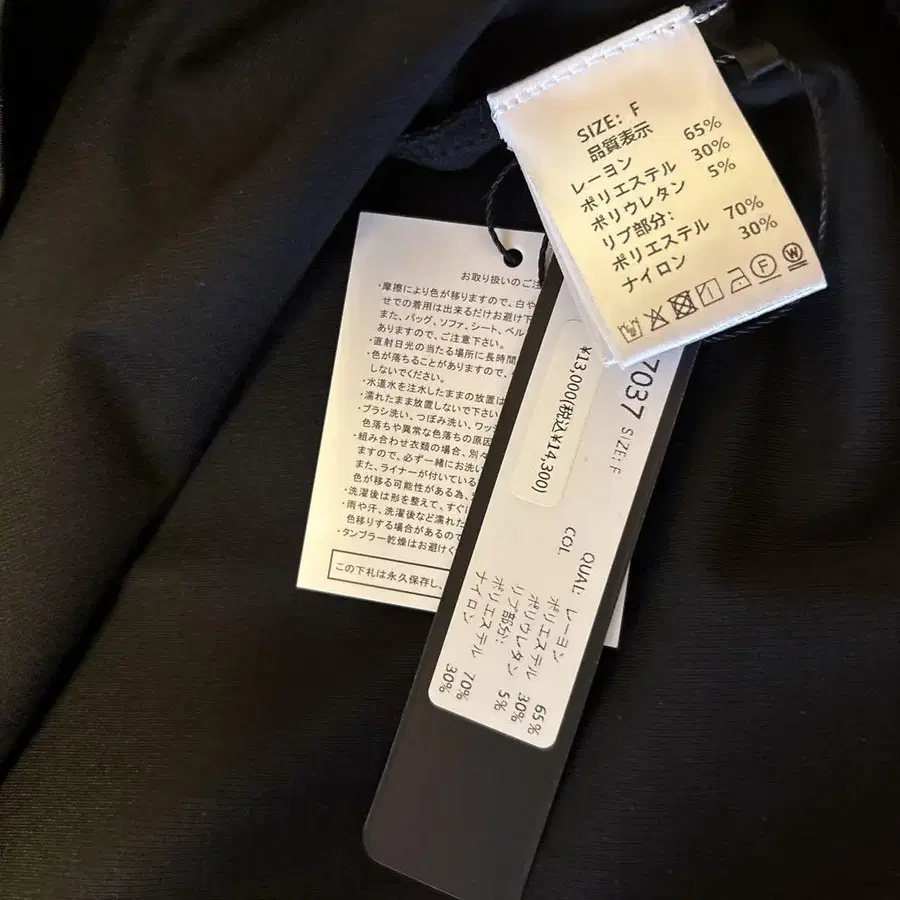 SIZE: F
品質表示
レーヨン 65%
ポリエステル 30%
ポリウレタン 5%
リブ部分:
ポリエステル 70%
ナイロン 30%
お取り扱いのご注
・摩擦により色が移りますので、白や
せでの着用は出来るだけお避け下
また、バッグ、ソファ、シート、ベル
ありますので、ご注意下さい。
・直射日光の当たる場所に長時間
・色が落ちることがありますので、
しないでください。
・水道水を注水したままの放置は
・濡れたまま放置しないで下さい
・ブラシ洗い、つぼみ洗い、ワッシ
色落ちや異常な色落ちの原因
・組み合わせ衣類の場合、別々
ますので、必ず一緒にお洗い
また、ライナーが付いている
色が移る可能性がある為、
・洗濯後は形を整えて、すぐに
・雨や汗、洗濯後など濡れた
色移りする場合があるので
・タンブラー乾燥はお避けく
この下札は永久保存し、
7037 SIZE: F
¥13,000(税込¥14,300)
COL
QUAL レーヨン 65%
ポリエステル 30%
ポリウレタン 5%
リブ部分:
ポリエステル 70%
ナイロン 30%